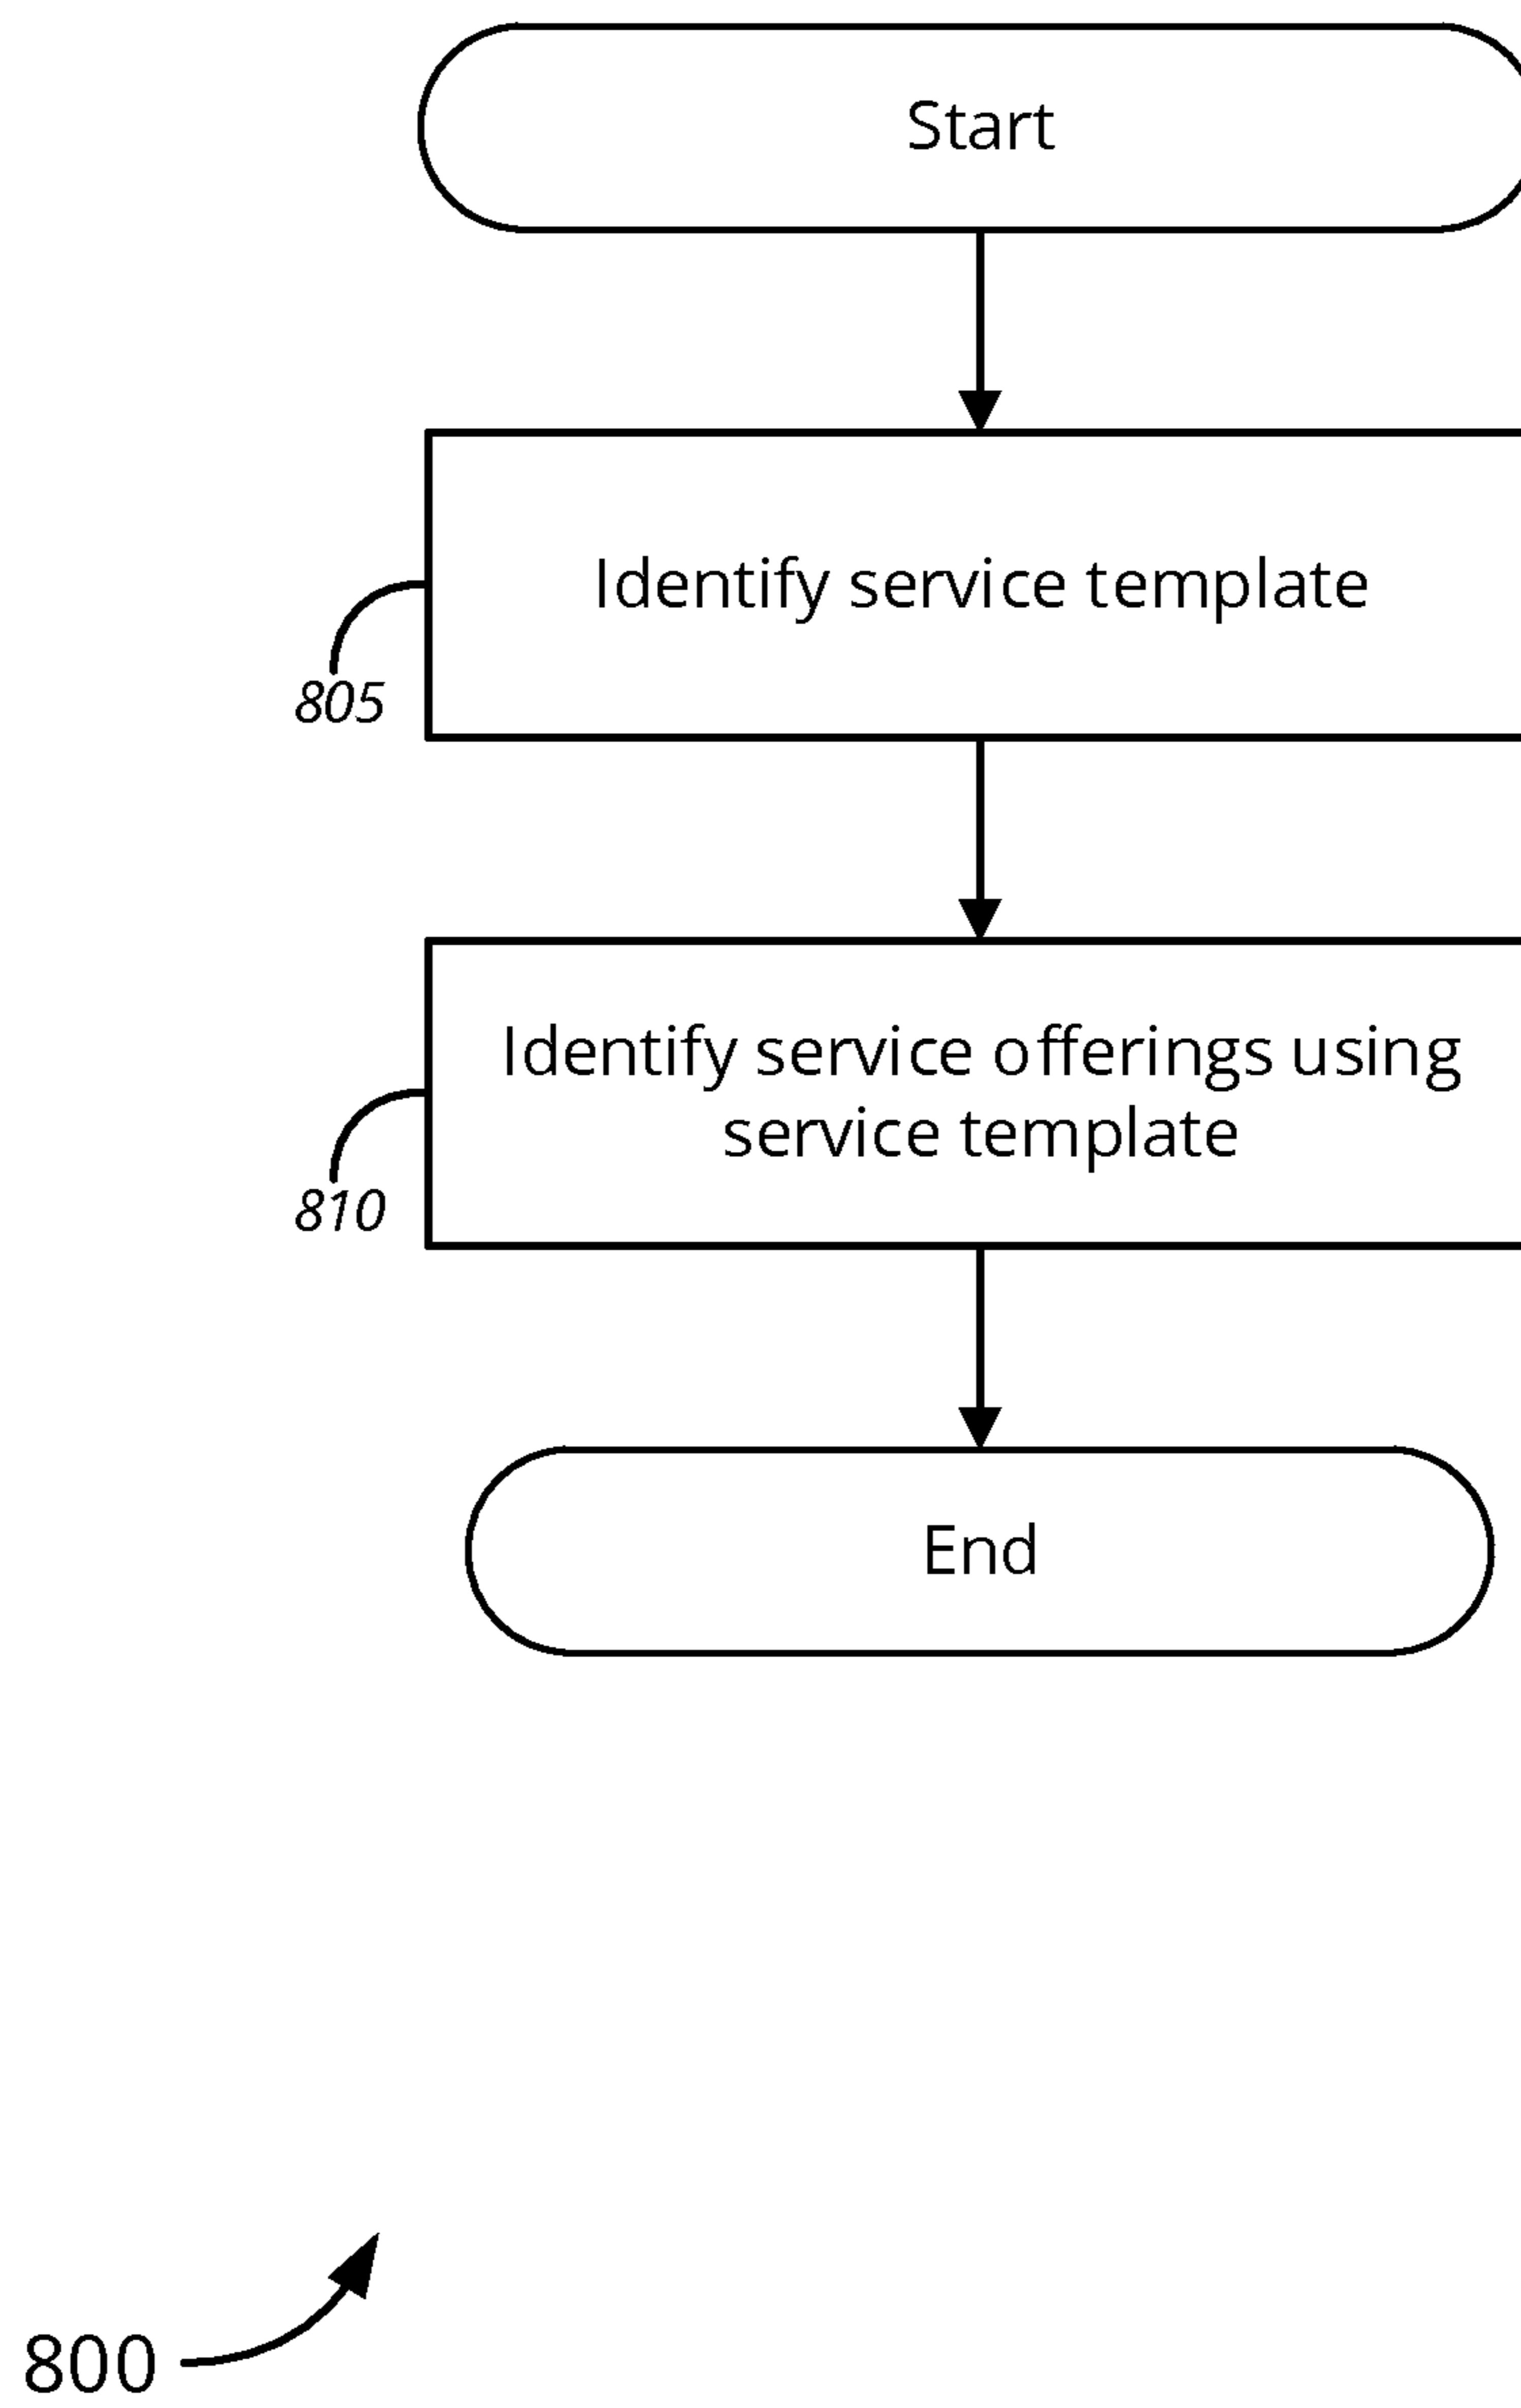 Start
Identify service template
805
Identify service offerings using
service template
810
End
800